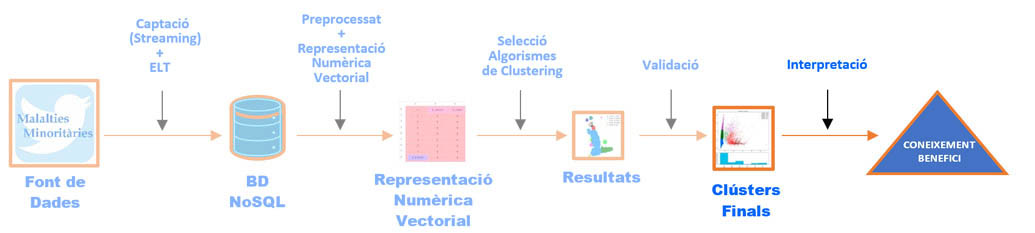 Captació
(Streaming)
+
ELT
Preprocessat
+
Representació
Numèrica
Vectorial
Selecció
Algorismes
de Clustering
Validació
Interpretació
Malalties
Minoritàries
CONEIXEMENT
BENEFICI
Font de
Dades
BD
NoSQL
Representació
Numèrica
Vectorial
Resultats
Clústers
Finals